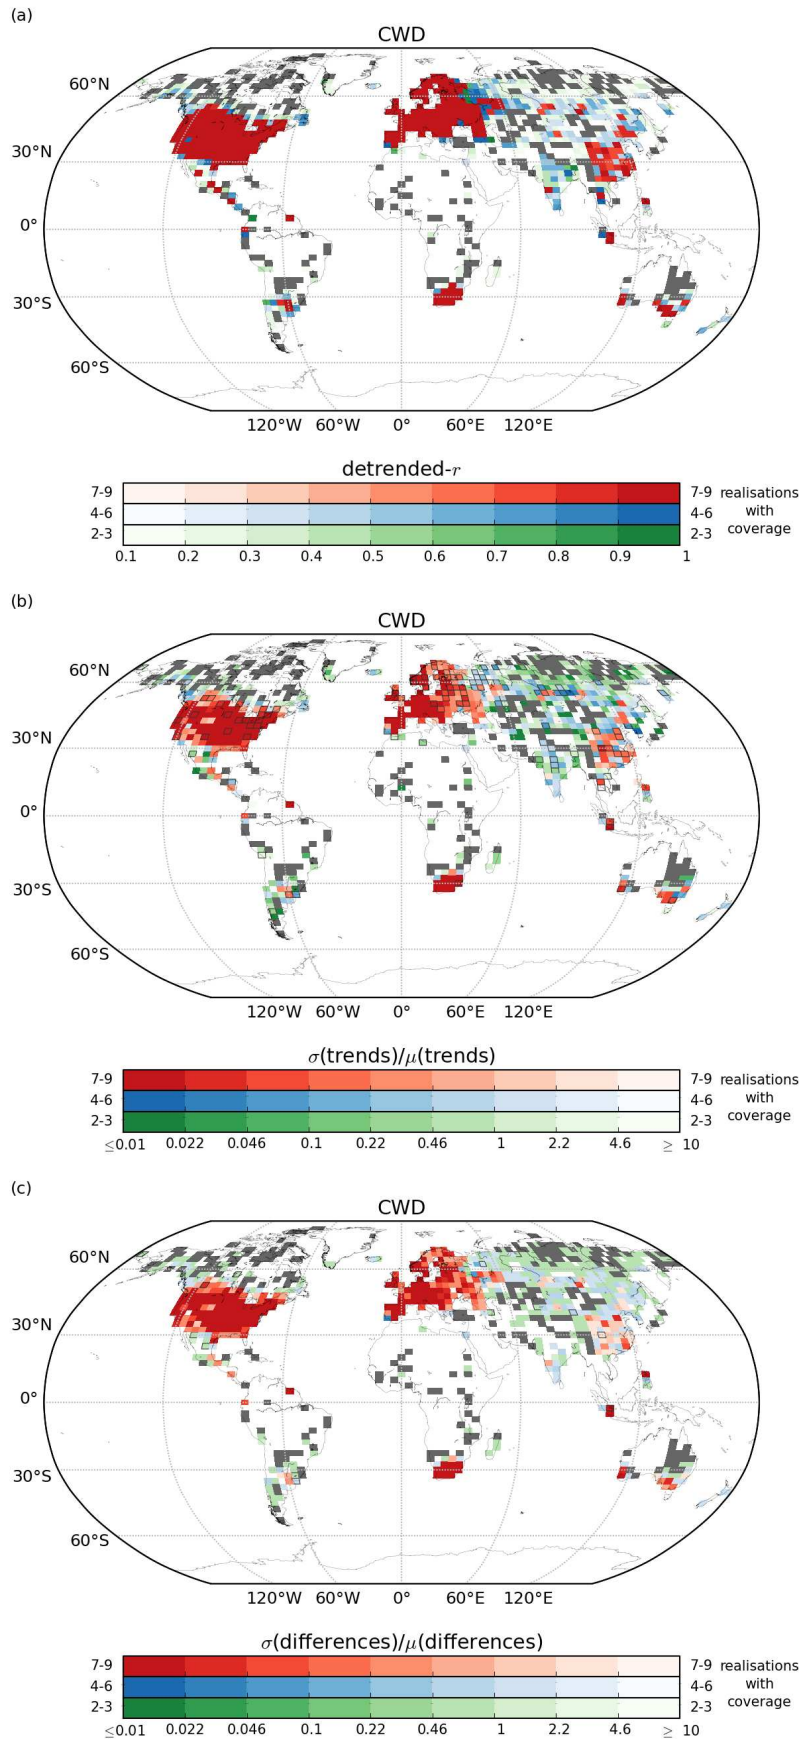 (a)
CWD
60°N
30°N
0°
30°S
60°S
120°W 60°W 0° 60°E 120°E
detrended-r
7-9 7-9 realisations
4-6 4-6 with
2-3 2-3 coverage
0.1 0.2 0.3 0.4 0.5 0.6 0.7 0.8 0.9 1
(b)
CWD
60°N
30°N
0°
30°S
60°S
120°W 60°W 0° 60°E 120°E
σ(trends)/μ(trends)
7-9 7-9 realisations
4-6 4-6 with
2-3 2-3 coverage
≤0.01 0.022 0.046 0.1 0.22 0.46 1 2.2 4.6 ≥ 10
(c)
CWD
60°N
30°N
0°
30°S
60°S
120°W 60°W 0° 60°E 120°E
σ(differences)/μ(differences)
7-9 7-9 realisations
4-6 4-6 with
2-3 2-3 coverage
≤0.01 0.022 0.046 0.1 0.22 0.46 1 2.2 4.6 ≥ 10